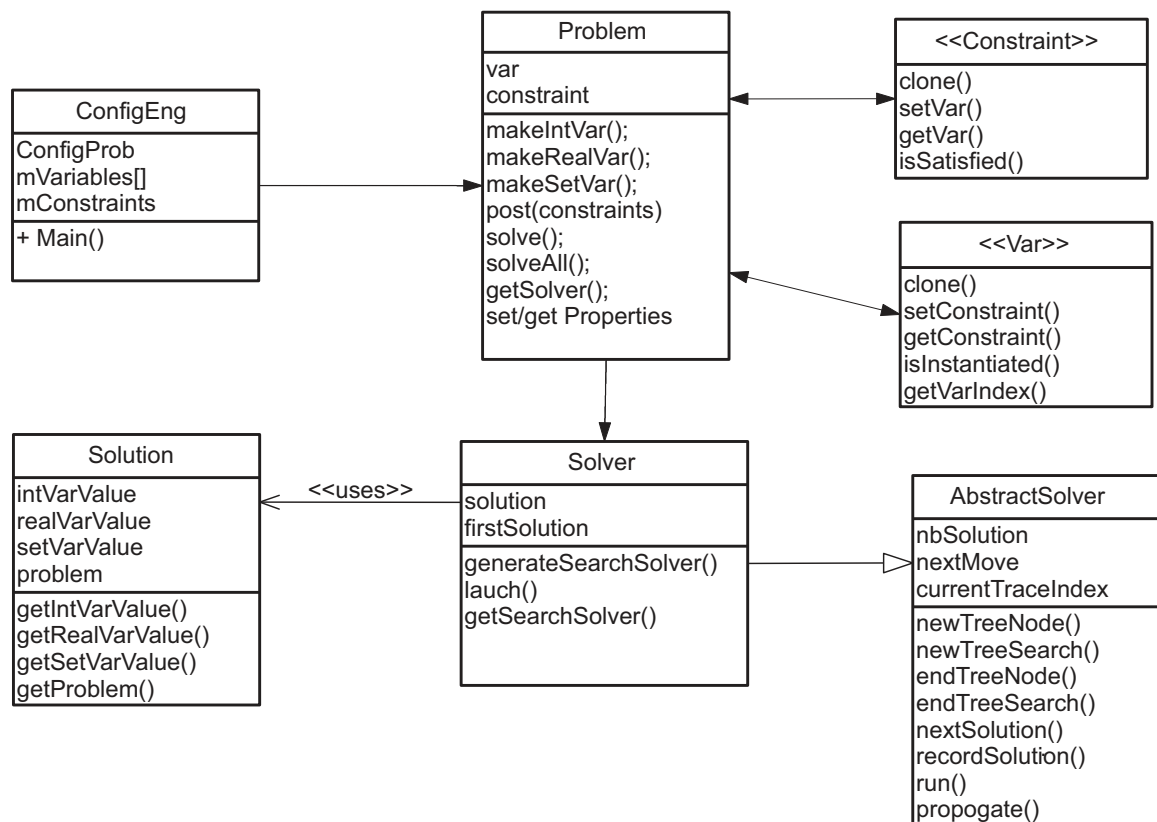 Problem
var
constraint
makeIntVar();
makeRealVar();
makeSetVar();
post(constraints)
solve();
solveAll();
getSolver();
set/get Properties
<<Constraint>>
clone()
setVar()
getVar()
isSatisfied()
ConfigEng
ConfigProb
mVariables[]
mConstraints
+ Main()
<<Var>>
clone()
setConstraint()
getConstraint()
isInstantiated()
getVarIndex()
Solution
intVarValue
realVarValue
setVarValue
problem
getIntVarValue()
getRealVarValue()
getSetVarValue()
getProblem()
<<uses>>
Solver
solution
firstSolution
generateSearchSolver()
lauch()
getSearchSolver()
AbstractSolver
nbSolution
nextMove
currentTraceIndex
newTreeNode()
newTreeSearch()
endTreeNode()
endTreeSearch()
nextSolution()
recordSolution()
run()
propogate()